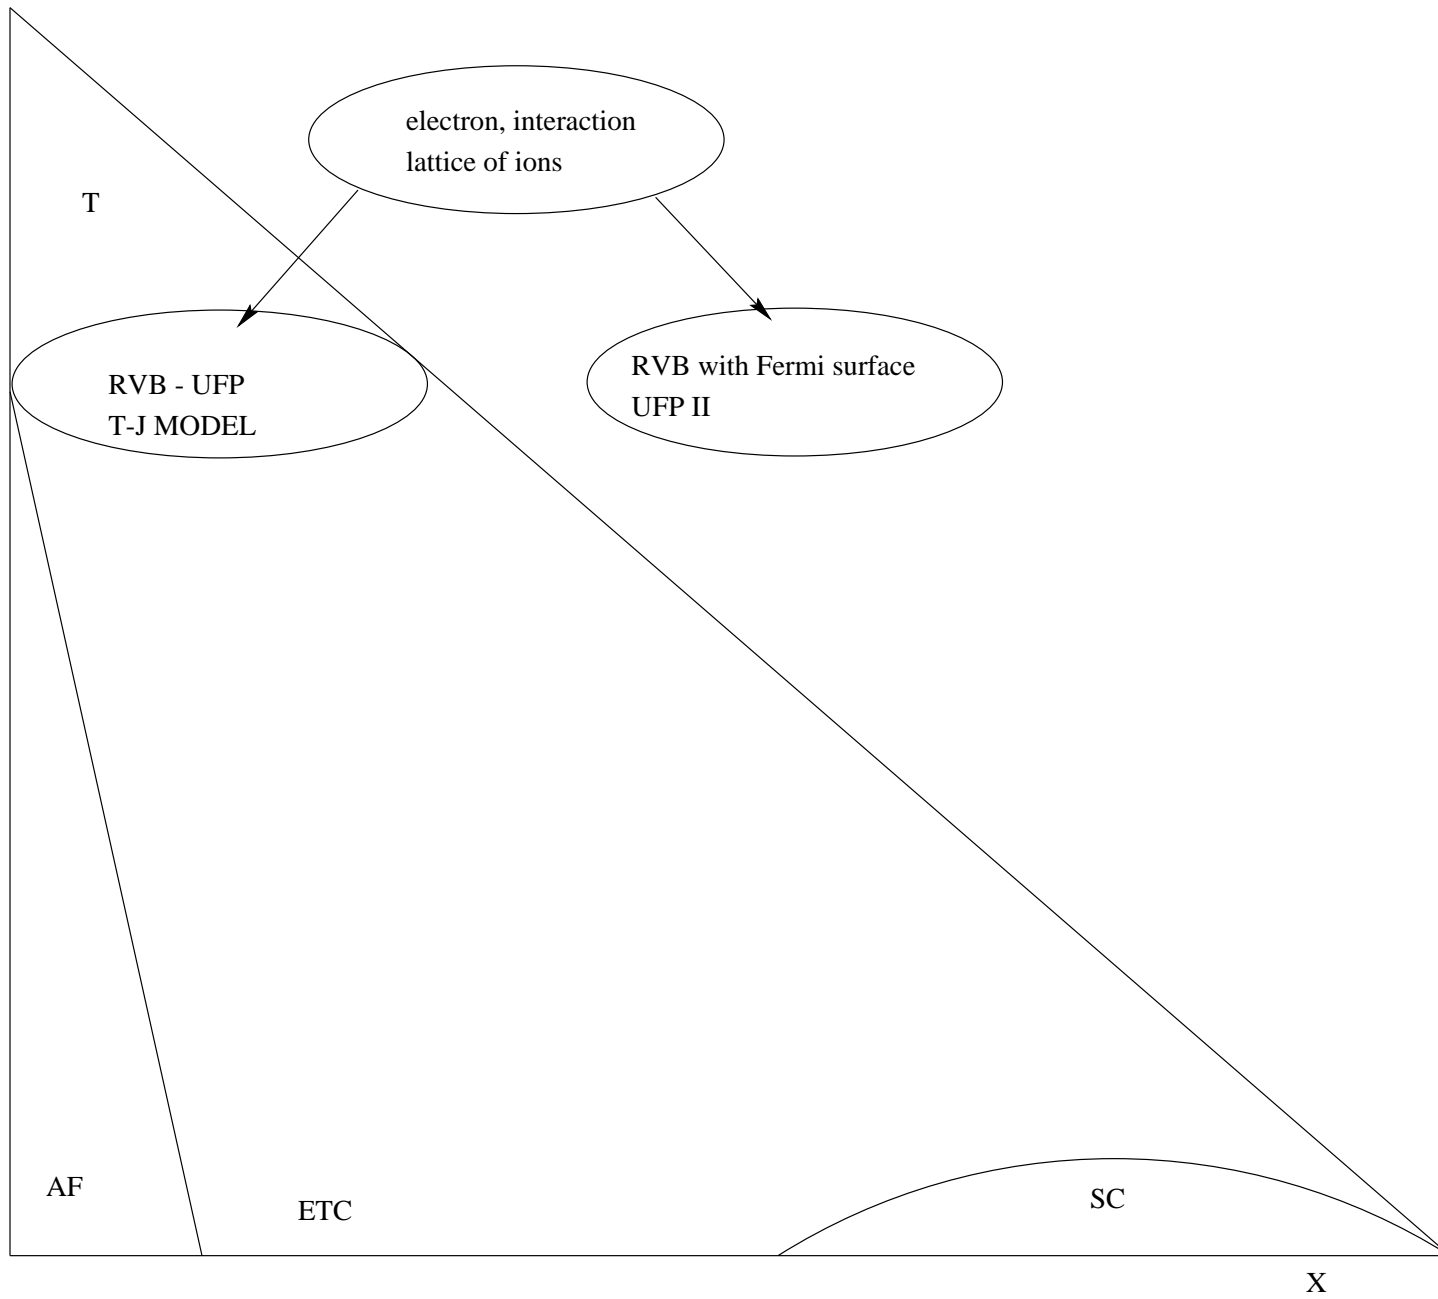 electron, interaction
lattice of ions
T
RVB - UFP
T-J MODEL
RVB with Fermi surface
UFP II
AF
ETC
SC
X